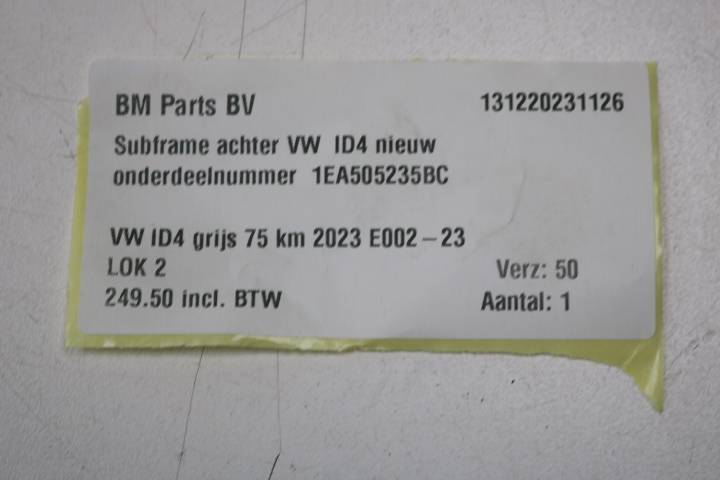 BM Parts BV 131220231126
Subframe achter VW ID4 nieuw
onderdeelnummer 1EA505235BC
VW ID4 grijs 75 km 2023 E002-23
LOK 2 Verz: 50
249.50 incl. BTW Aantal: 1